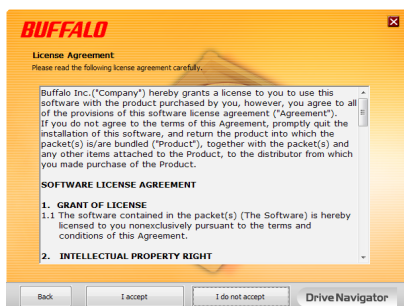 BUFFALO
License Agreement
Please read the following license agreement carefully.
Buffalo Inc.("Company") hereby grants a license to you to use this
software with the product purchased by you, however, you agree to all
of the provisions of this software license agreement ("Agreement").
If you do not agree to the terms of this Agreement, promptly quit the
installation of this software, and return the product into which the
packet(s) is/are bundled ("Product"), together with the packet(s) and
any other items attached to the Product, to the distributor from which
you made purchase of the Product.
SOFTWARE LICENSE AGREEMENT
1. GRANT OF LICENSE
1.1 The software contained in the packet(s) (The Software) is hereby
licensed to you nonexclusively pursuant to the terms and
conditions of this Agreement.
2. INTELLECTUAL PROPERTY RIGHT
Back
I accept
I do not accept
DriveNavigator